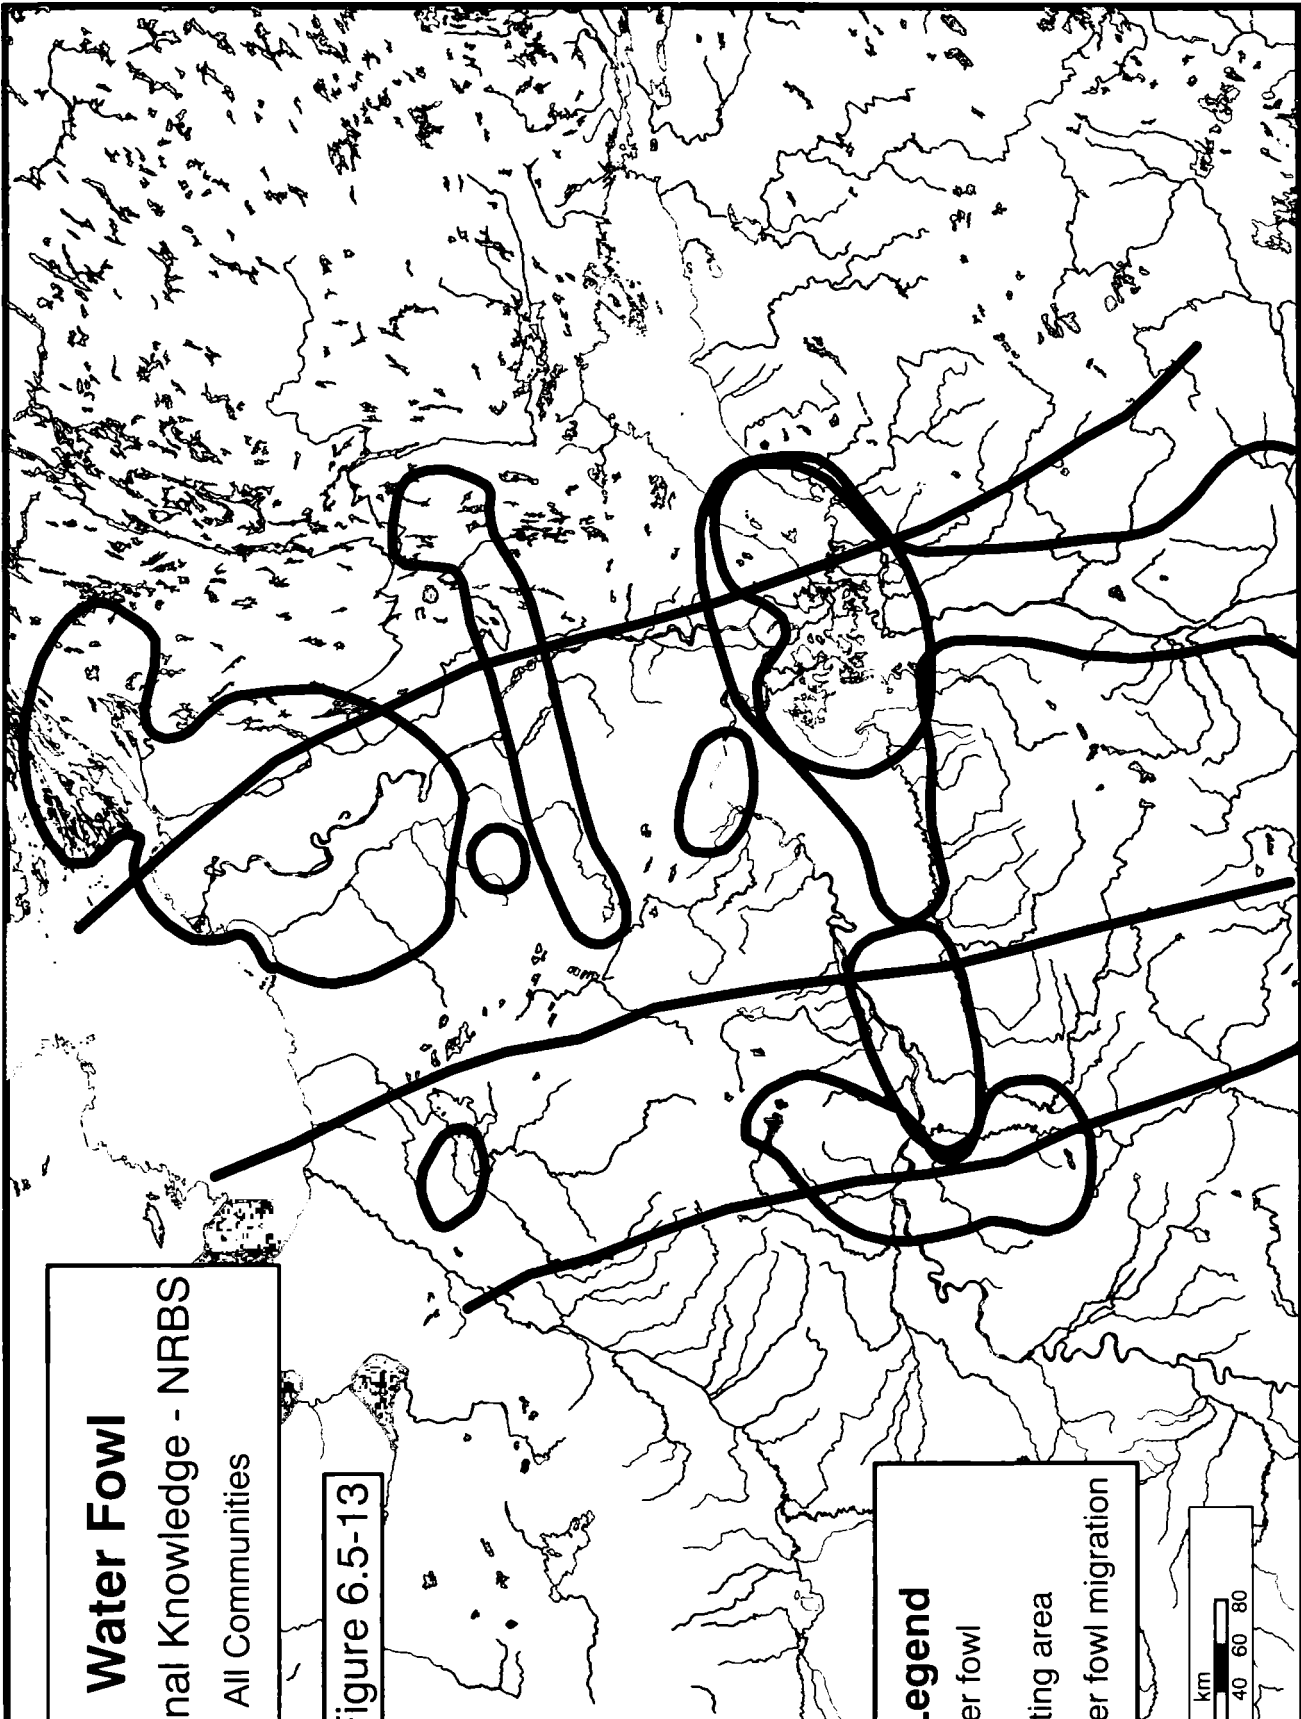 Water Fowl
nal Knowledge - NRBS
All Communities
igure 6.5-13
egend
er fowl
ting area
er fowl migration
km
40 60 80